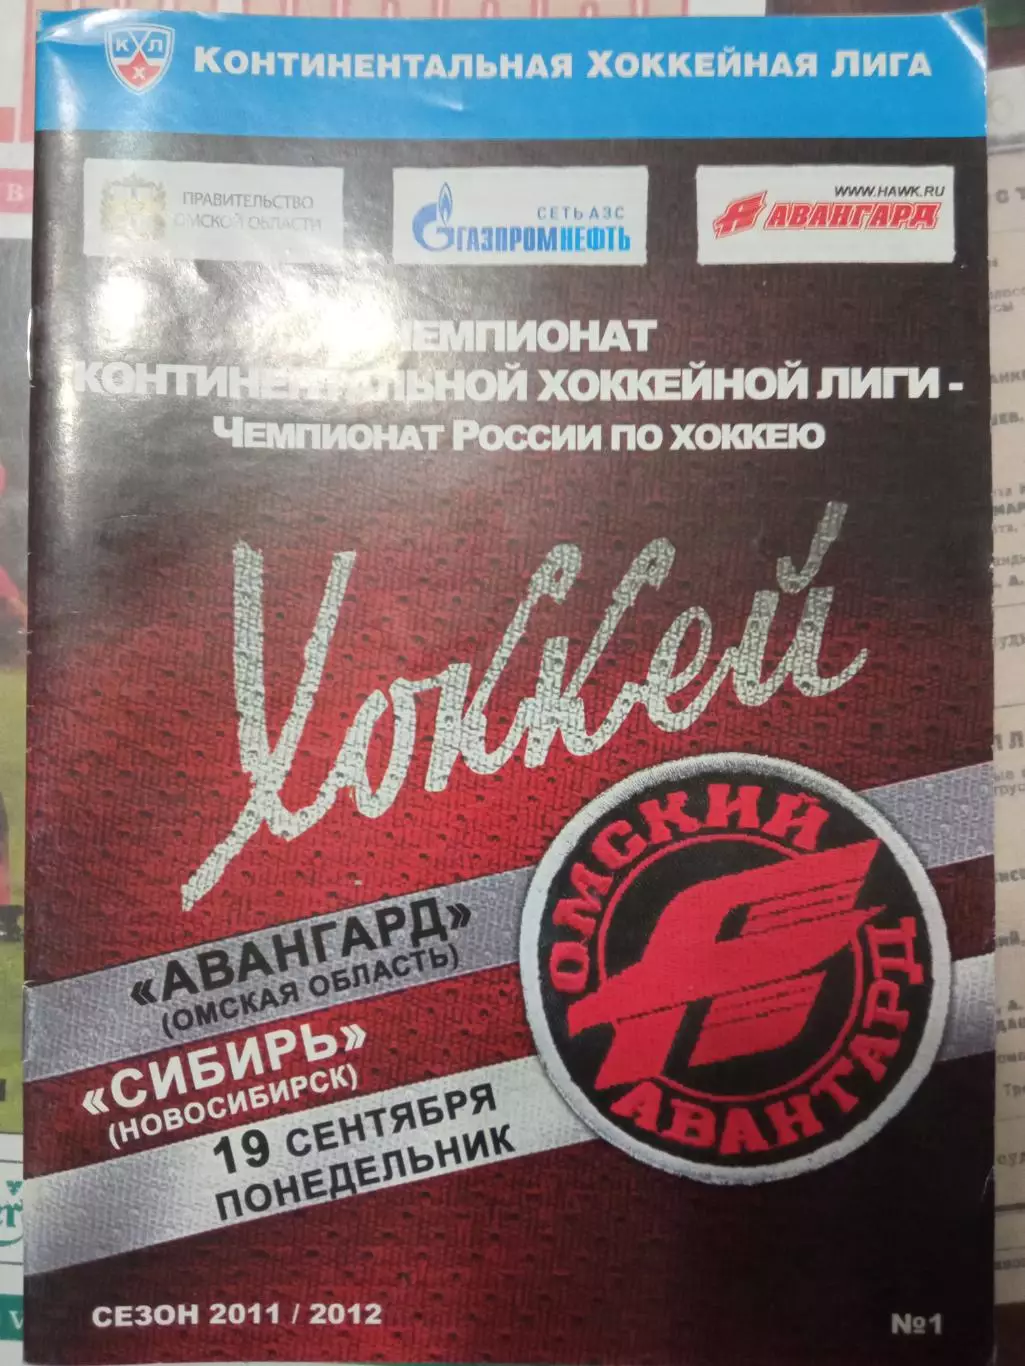 КХЛ
КОНТИНЕНТАЛЬНАЯ ХОККЕЙНАЯ ЛИГА
ПРАВИТЕЛЬСТВО
ОМСКОЙ ОБЛАСТИ
СЕТЬ АЗС
ГАЗПРОМНЕФТЬ
WWW.HAWK.RU
АВАНГАРД
ЧЕМПИОНАТ
КОНТИНЕНТАЛЬНОЙ ХОККЕЙНОЙ ЛИГИ -
ЧЕМПИОНАТ РОССИИ ПО ХОККЕЮ
Хоккей
«АВАНГАРД»
(ОМСКАЯ ОБЛАСТЬ)
«СИБИРЬ»
(НОВОСИБИРСК)
19 СЕНТЯБРЯ
ПОНЕДЕЛЬНИК
ОМСКИЙ
АВАНГАРД
СЕЗОН 2011 / 2012
№1